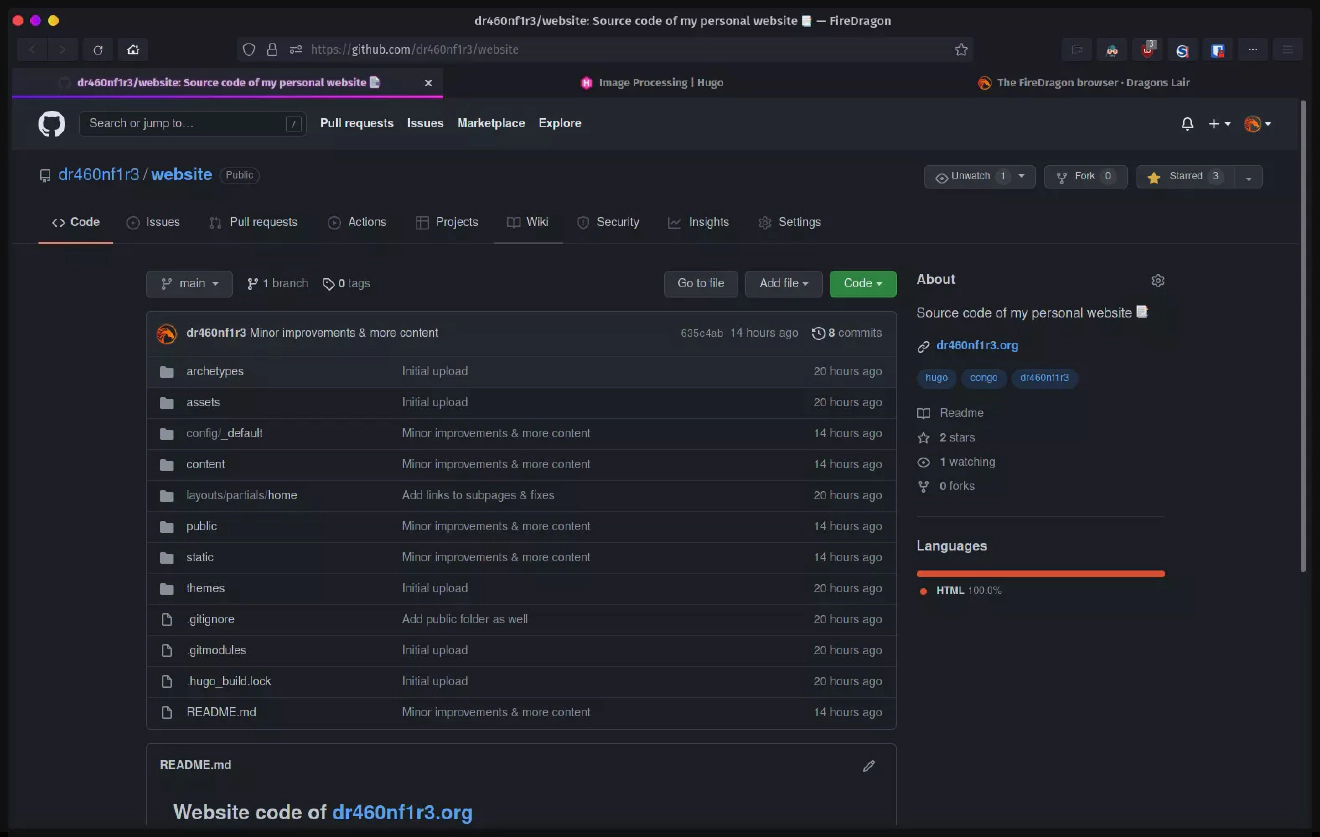 dr460nf1r3/website: Source code of my personal website 📑 — FireDragon
https://github.com/dr460nf1r3/website
3
dr460nf1r3/website: Source code of my personal website 📑
Image Processing | Hugo
The FireDragon browser - Dragons Lair
Search or jump to… /
Pull requests Issues Marketplace Explore
dr460nf1r3 / website Public
Unwatch 1 Fork 0 Starred 3
Code Issues Pull requests Actions Projects Wiki Security Insights Settings
main 1 branch 0 tags Go to file Add file Code
dr460nf1r3 Minor improvements & more content 635c4ab 14 hours ago 8 commits
archetypes Initial upload 20 hours ago
assets Initial upload 20 hours ago
config/_default Minor improvements & more content 14 hours ago
content Minor improvements & more content 14 hours ago
layouts/partials/home Add links to subpages & fixes 20 hours ago
public Minor improvements & more content 14 hours ago
static Minor improvements & more content 14 hours ago
themes Initial upload 20 hours ago
.gitignore Add public folder as well 20 hours ago
.gitmodules Initial upload 20 hours ago
.hugo_build.lock Initial upload 20 hours ago
README.md Minor improvements & more content 14 hours ago
README.md
Website code of dr460nf1r3.org
About
Source code of my personal website 📑
dr460nf1r3.org
hugo congo dr460nf1r3
Readme
2 stars
1 watching
0 forks
Languages
HTML 100.0%